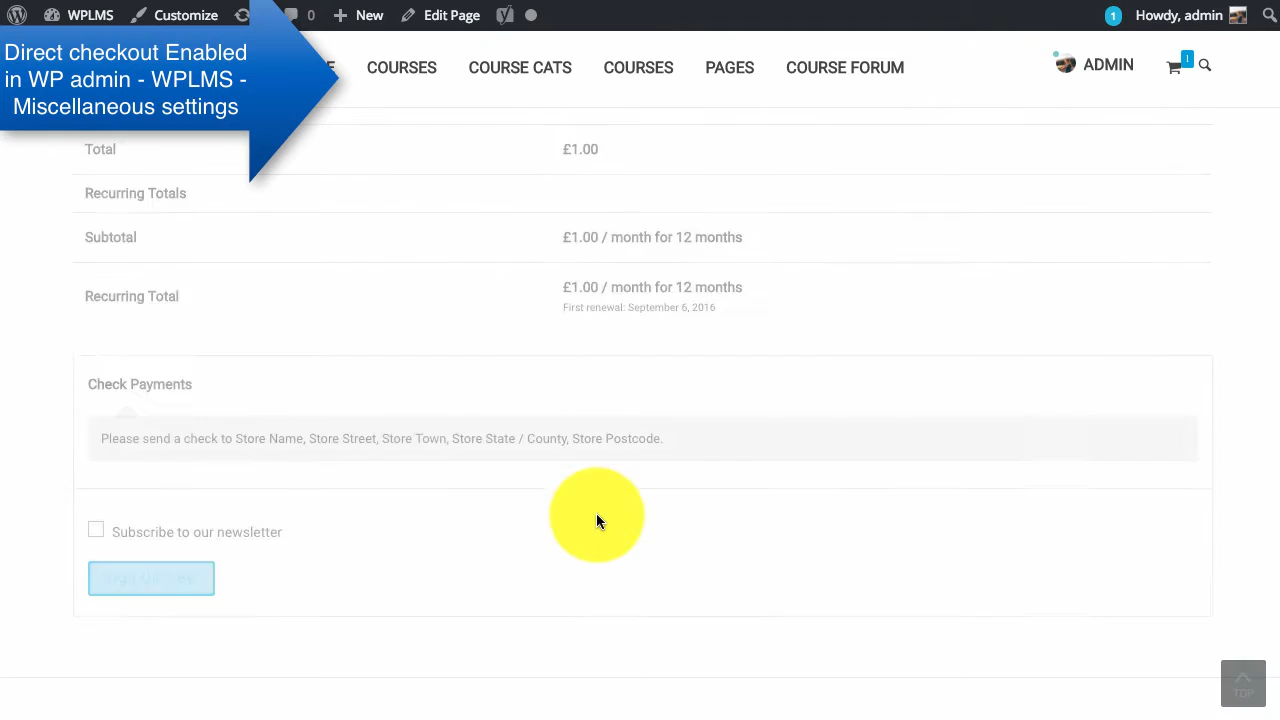 WPLMS Customize 0 New Edit Page 1 Howdy, admin
Direct checkout Enabled
in WP admin - WPLMS -
Miscellaneous settings
COURSES COURSE CATS COURSES PAGES COURSE FORUM ADMIN 1
Total £1.00
Recurring Totals
Subtotal £1.00 / month for 12 months
Recurring Total £1.00 / month for 12 months
First renewal: September 6, 2016
Check Payments
Please send a check to Store Name, Store Street, Store Town, Store State / County, Store Postcode.
Subscribe to our newsletter
TOP